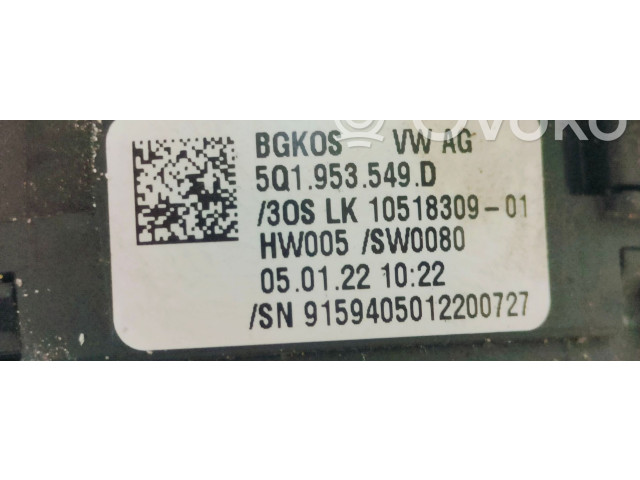 OVOKO
BGKOS VW AG
5Q1.953.549.D
/3OS LK 10518309-01
HW005 /SW0080
05.01.22 10:22
/SN 9159405012200727